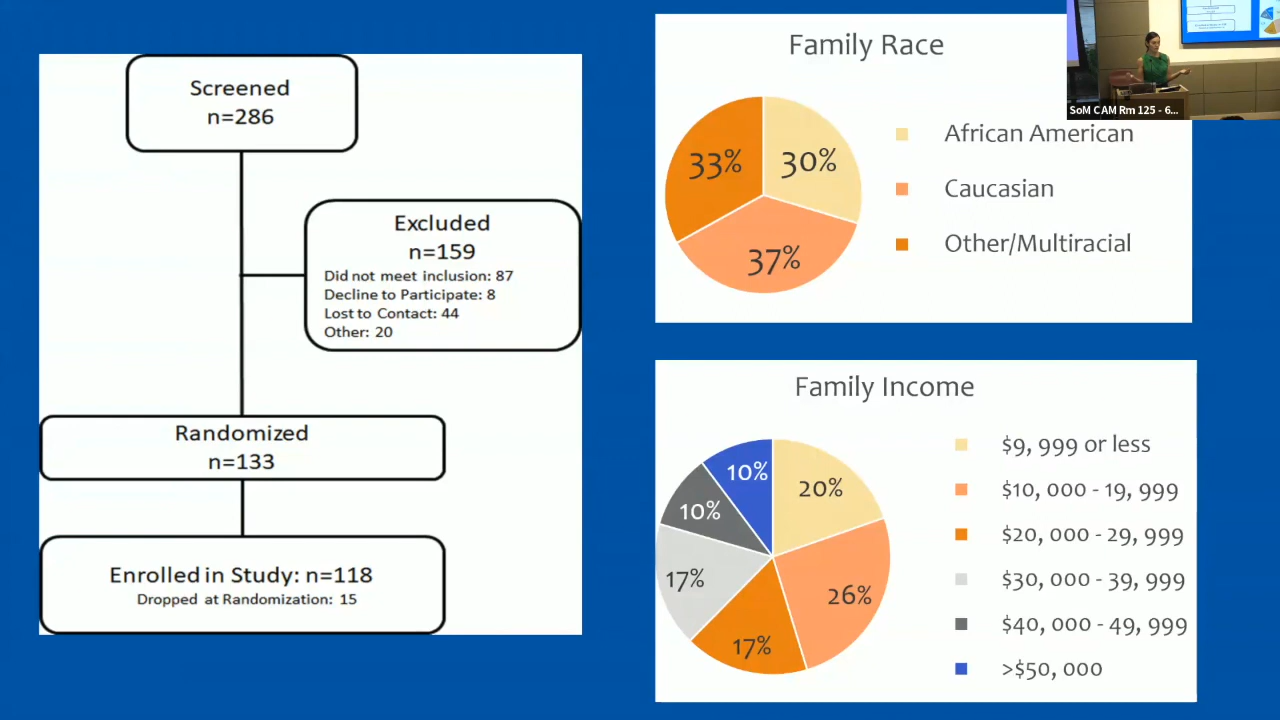 Screened
n=286
Excluded
n=159
Did not meet inclusion: 87
Decline to Participate: 8
Lost to Contact: 44
Other: 20
Randomized
n=133
Enrolled in Study: n=118
Dropped at Randomization: 15
Family Race
33%
30%
37%
African American
Caucasian
Other/Multiracial
Family Income
10%
20%
10%
17%
26%
17%
$9, 999 or less
$10, 000 - 19, 999
$20, 000 - 29, 999
$30, 000 - 39, 999
$40, 000 - 49, 999
>$50, 000
SoM CAM Rm 125 - 6...